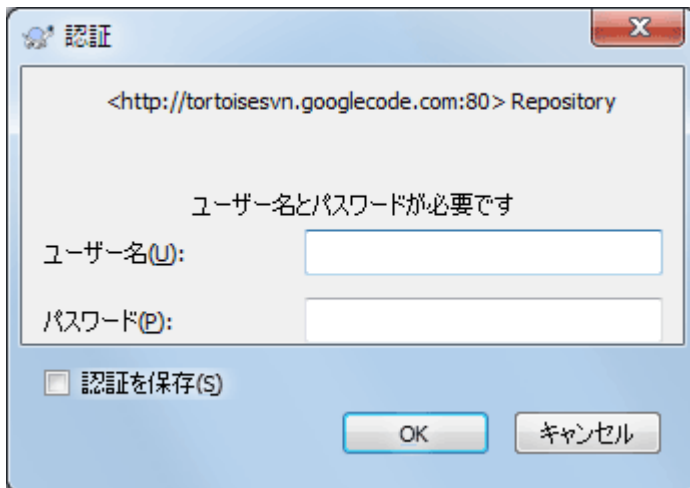 認証
<http://tortoisesvn.googlecode.com:80> Repository
ユーザー名とパスワードが必要です
ユーザー名(U):
パスワード(P):
認証を保存(S)
OK
キャンセル